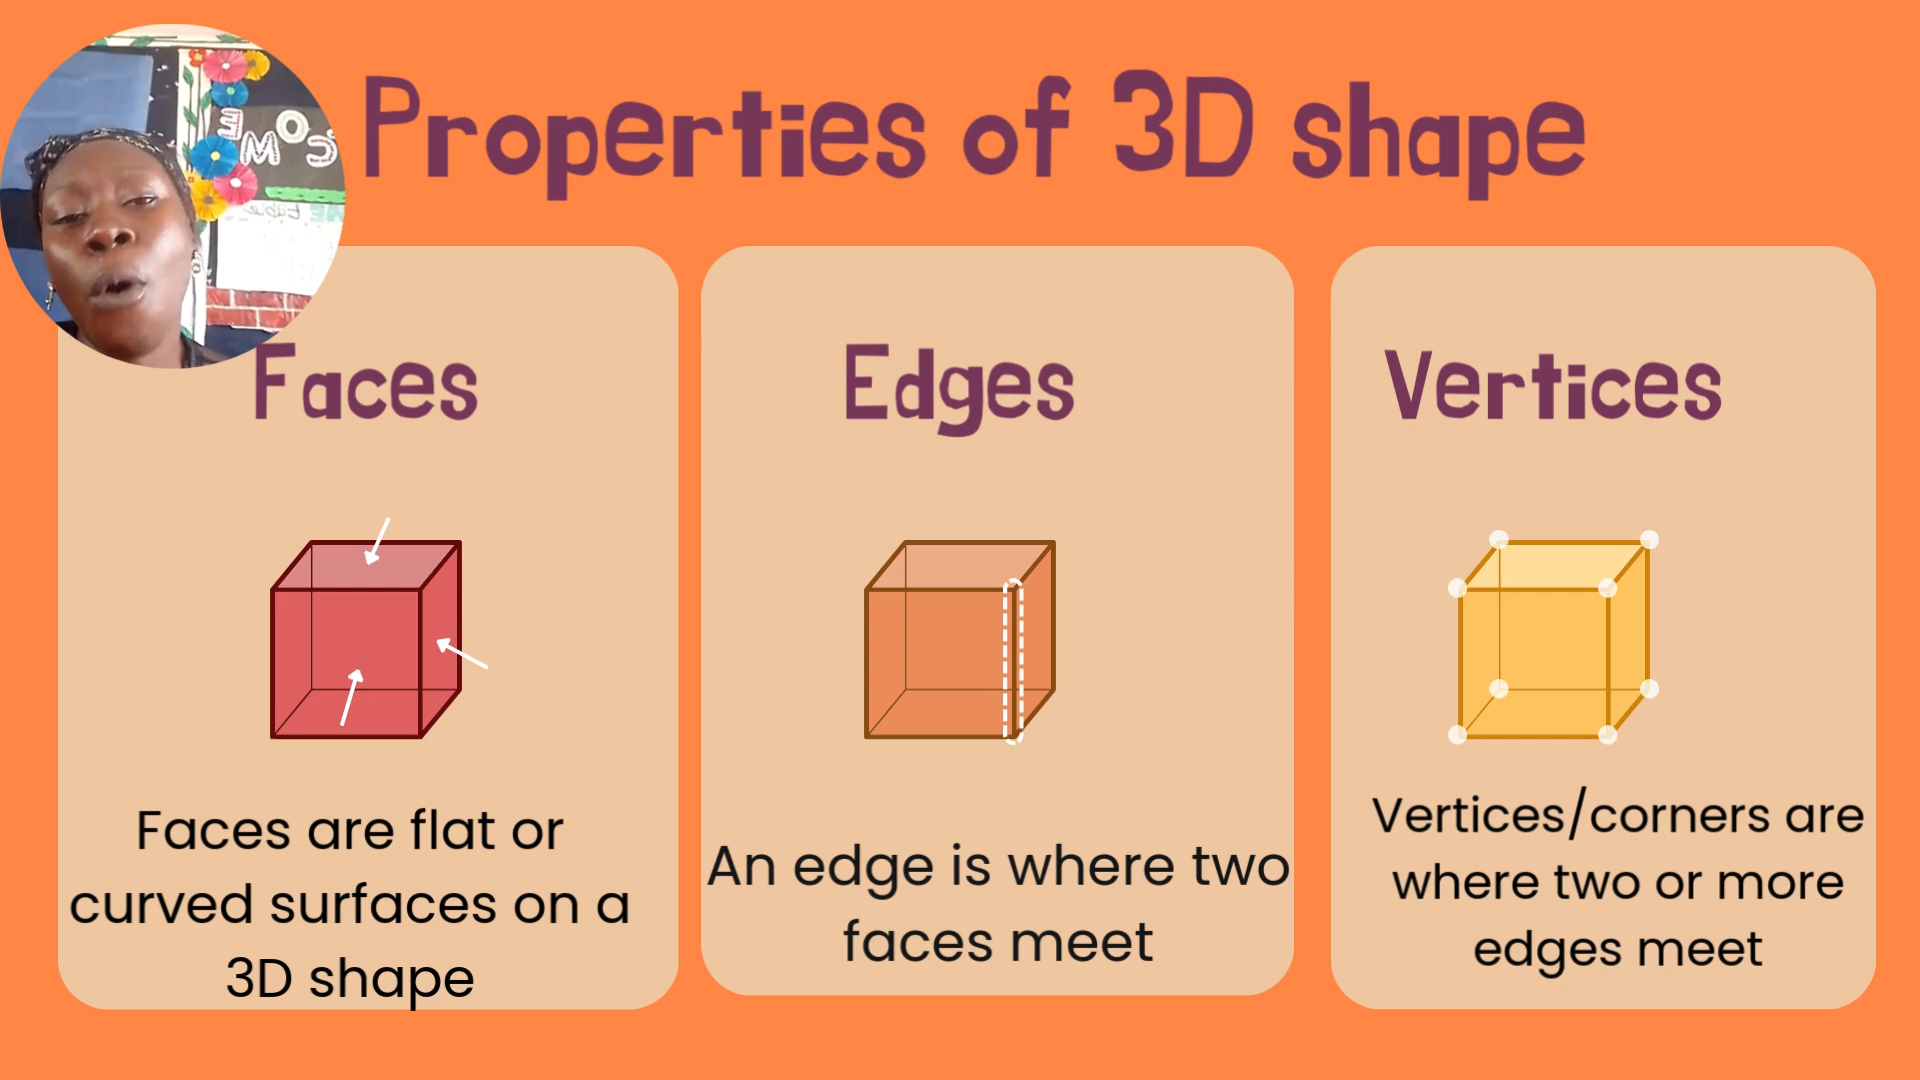 Properties of 3D shape
Faces
Faces are flat or
curved surfaces on a
3D shape
Edges
An edge is where two
faces meet
Vertices
Vertices/corners are
where two or more
edges meet